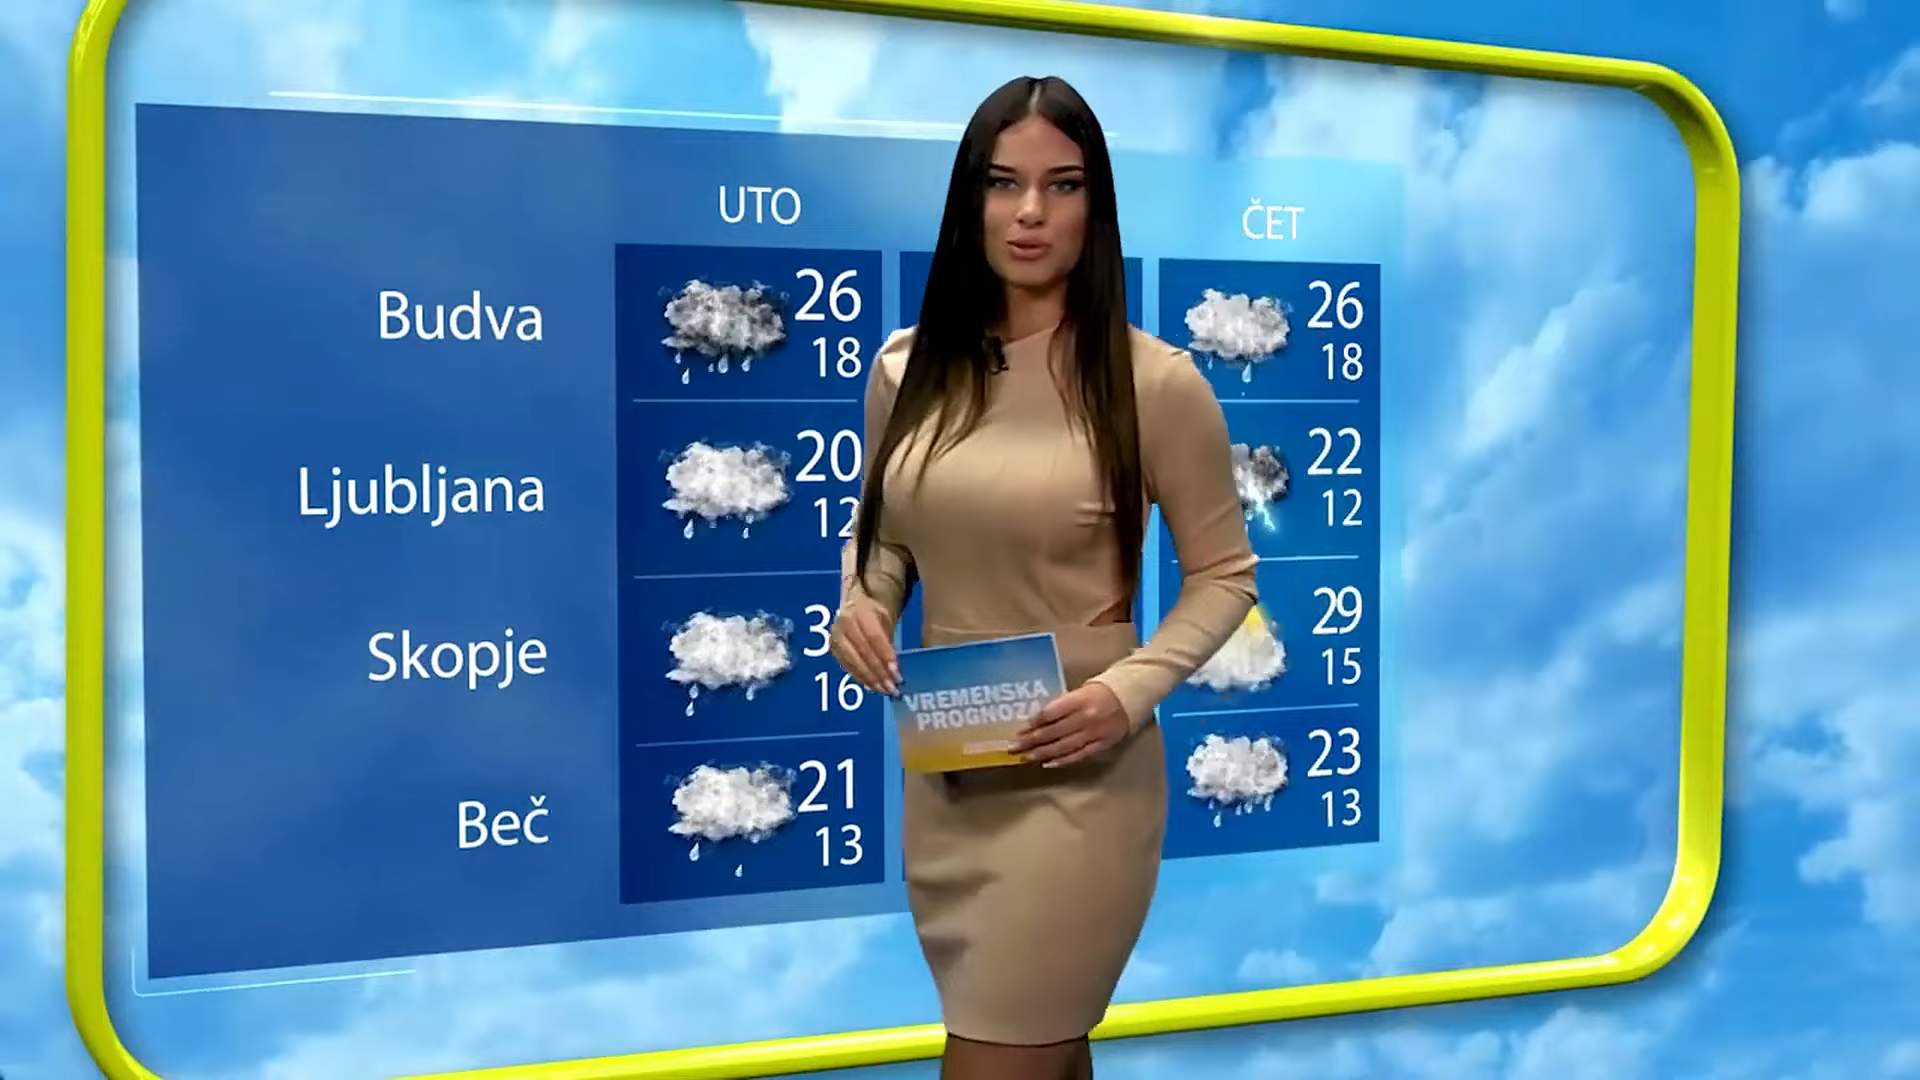 UTO ČET
Budva 26 26
18 18
Ljubljana 20 22
12 12
Skopje 29
16 15
Beč 21 23
13 13
VREMENSKA
PROGNOZA